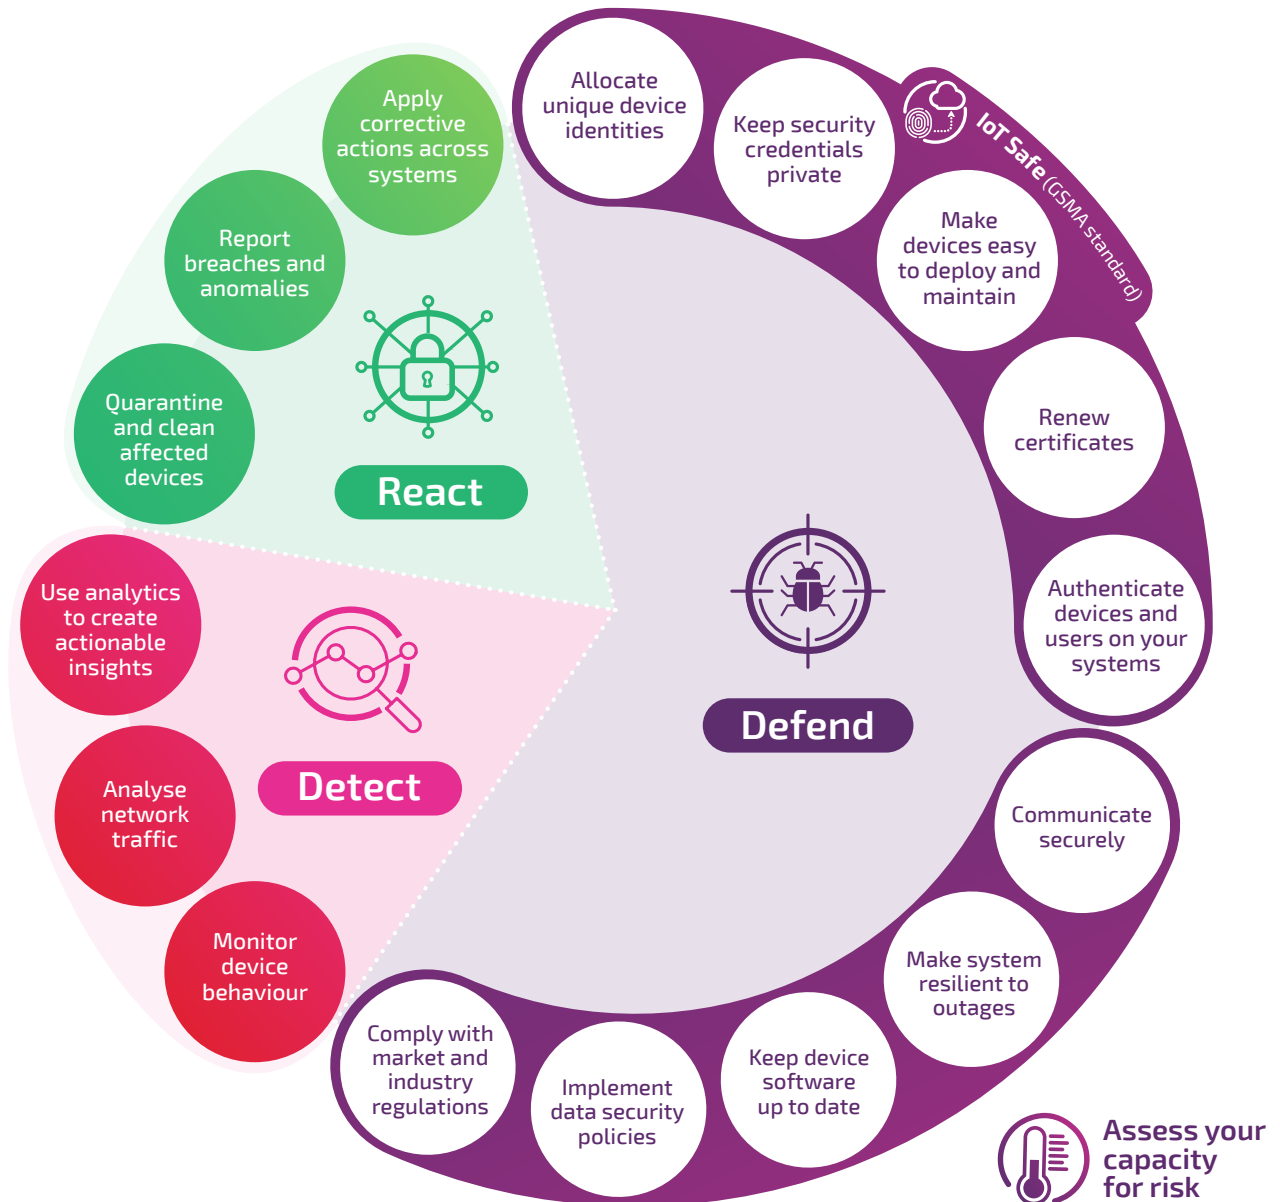 Allocate
unique device
identities
Keep security
credentials
private
IoT Safe (GSMA standard)
Make
devices easy
to deploy and
maintain
Renew
certificates
Authenticate
devices and
users on your
systems
Defend
Communicate
securely
Make system
resilient to
outages
Keep device
software
up to date
Implement
data security
policies
Comply with
market and
industry
regulations
Detect
Monitor
device
behaviour
Analyse
network
traffic
Use analytics
to create
actionable
insights
React
Quarantine
and clean
affected
devices
Report
breaches and
anomalies
Apply
corrective
actions across
systems
Assess your
capacity
for risk